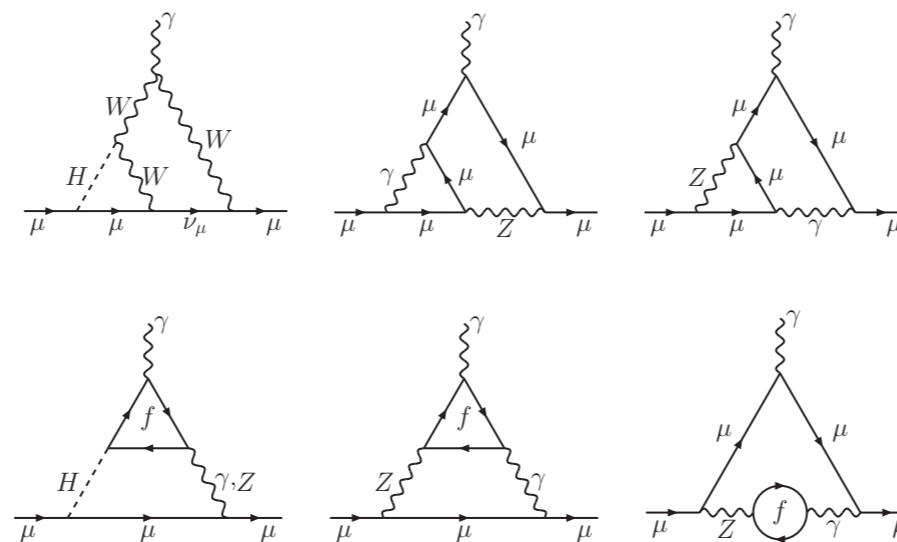 γ γ γ
W W μ μ μ μ
H W γ μ Z μ
μ μ ν_μ μ μ μ Z μ μ μ γ μ
γ γ γ
f f μ μ
H γ,Z Z γ
μ μ μ μ μ μ μ Z f γ μ